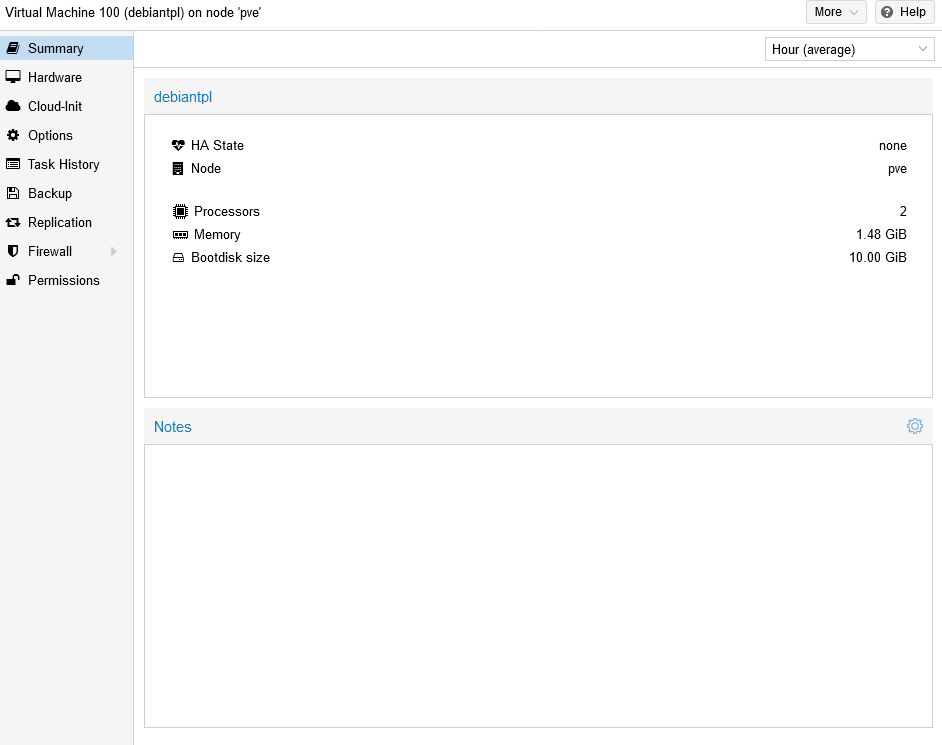 Virtual Machine 100 (debiantpl) on node 'pve'
More
Help
Summary
Hour (average)
Hardware
Cloud-Init
Options
Task History
Backup
Replication
Firewall
Permissions
debiantpl
HA State none
Node pve
Processors 2
Memory 1.48 GiB
Bootdisk size 10.00 GiB
Notes